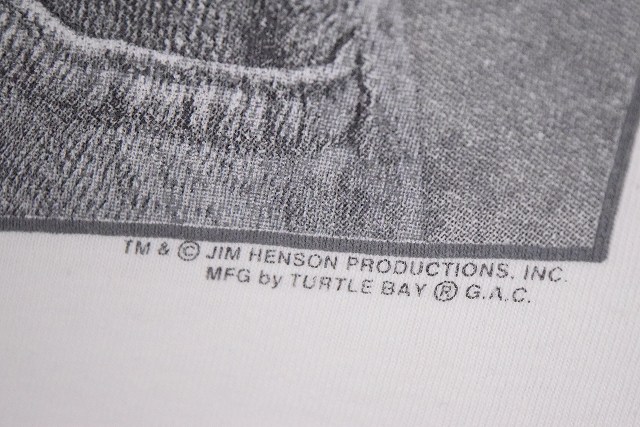 TM & © JIM HENSON PRODUCTIONS, INC.
MFG by TURTLE BAY ® G.A.C.